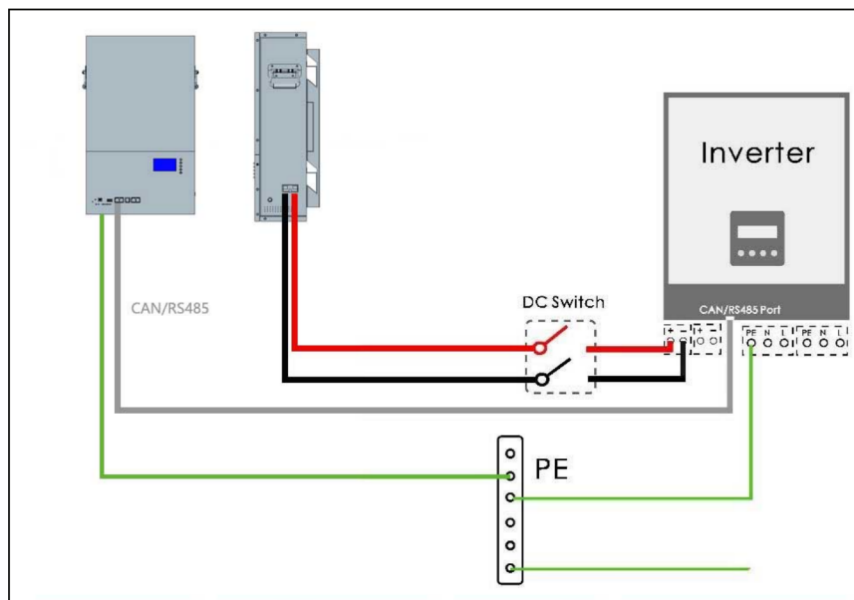 Inverter
CAN/RS485
DC Switch
CAN/RS485 Port
+ − + −
PE N L PE N L
PE